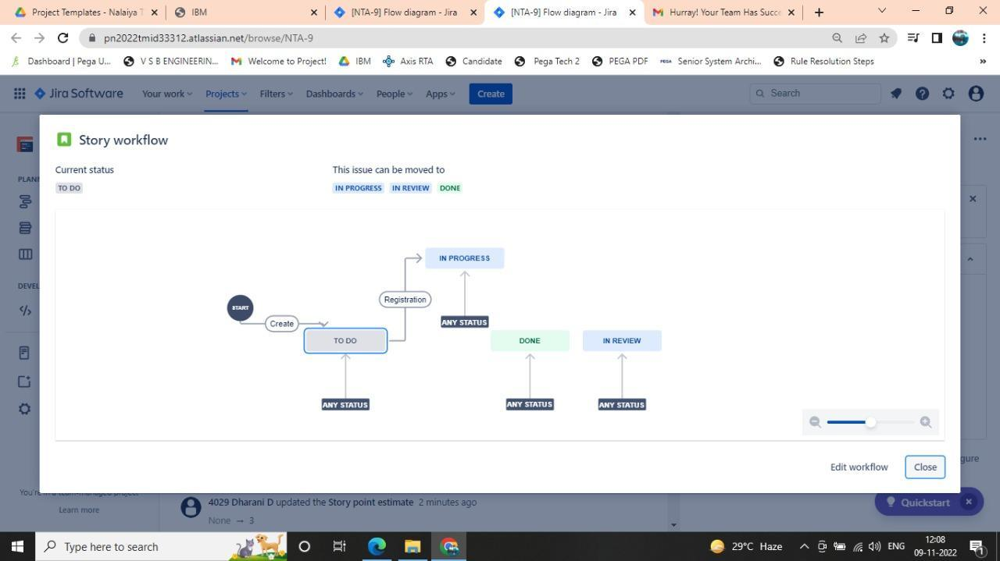 Project Templates - Nalaiya T
IBM
[NTA-9] Flow diagram - Jira
[NTA-9] Flow diagram - Jira
Hurray! Your Team Has Succe
pn2022tmid33312.atlassian.net/browse/NTA-9
Dashboard | Pega U...
V S B ENGINEERIN...
Welcome to Project!
IBM
Axis RTA
Candidate
Pega Tech 2
PEGA PDF
PEGA
Senior System Archi...
Rule Resolution Steps
Jira Software
Your work
Projects
Filters
Dashboards
People
Apps
Create
Search
Story workflow
Current status
This issue can be moved to
TO DO
IN PROGRESS
IN REVIEW
DONE
PLANN
DEVEL
IN PROGRESS
Registration
START
Create
ANY STATUS
TO DO
DONE
IN REVIEW
ANY STATUS
ANY STATUS
ANY STATUS
gure
Edit workflow
Close
You're in a team-managed project
Learn more
4029 Dharani D updated the Story point estimate 2 minutes ago
None → 3
Quickstart
Type here to search
29°C Haze
ENG
12:08
09-11-2022
1